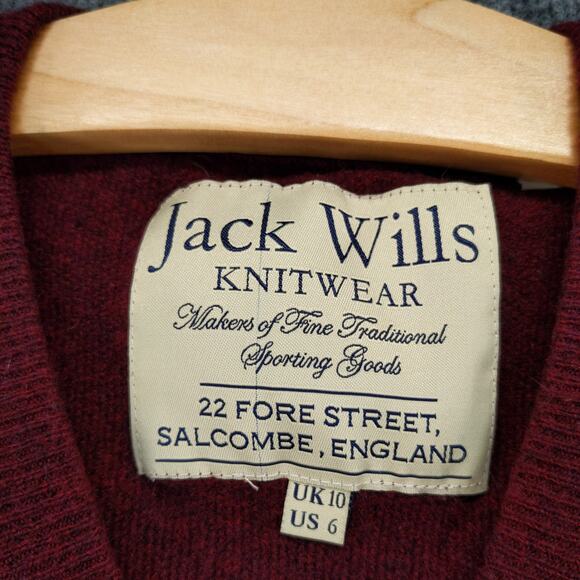 Jack Wills
KNITWEAR
Makers of Fine Traditional
Sporting Goods
22 FORE STREET,
SALCOMBE, ENGLAND
UK 10
US 6